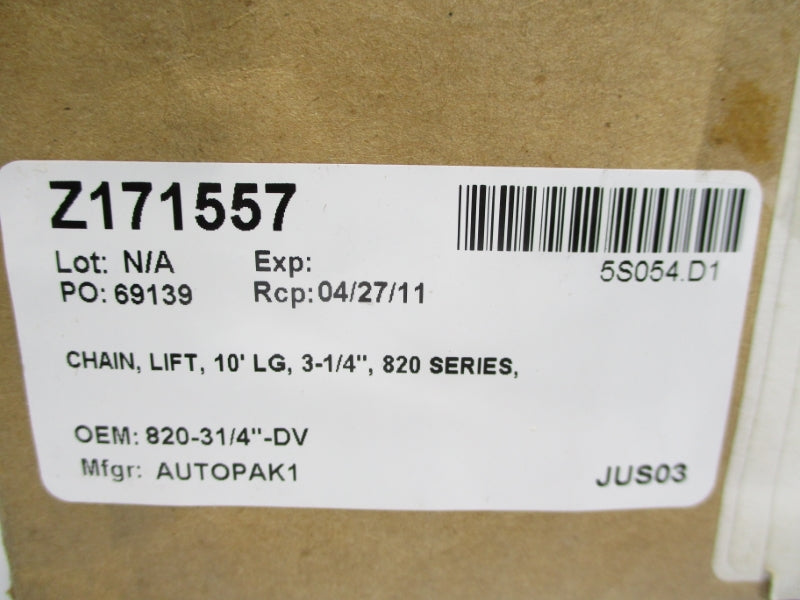 Z171557
5S054.D1
Lot: N/A Exp:
PO: 69139 Rcp: 04/27/11
CHAIN, LIFT, 10' LG, 3-1/4", 820 SERIES,
OEM: 820-31/4"-DV
Mfgr: AUTOPAK1
JUS03